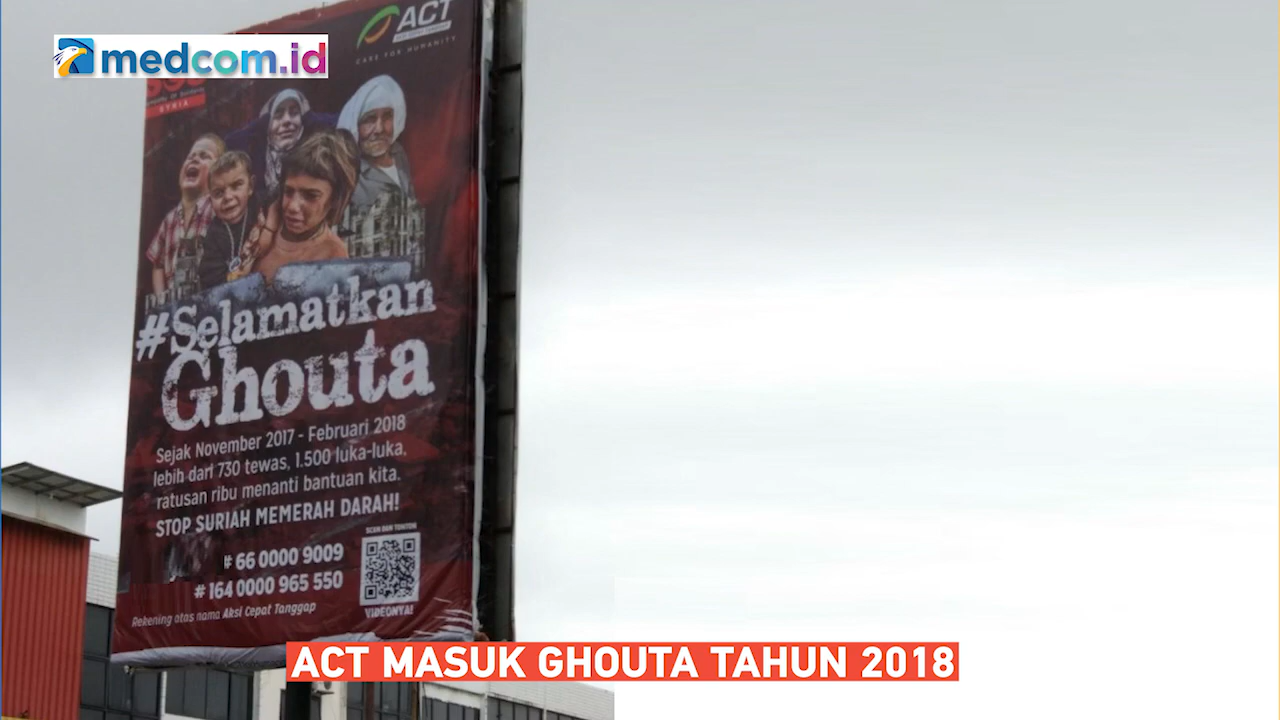 medcom.id
ACT
CARE FOR HUMANITY
SYRIA
#Selamatkan
Ghouta
Sejak November 2017 - Februari 2018
lebih dari 730 tewas, 1.500 luka-luka,
ratusan ribu menanti bantuan kita.
STOP SURIAH MEMERAH DARAH!
SCAN DAN TONTON
# 66 0000 9009
# 164 0000 965 550
VIDEONYA!
Rekening atas nama Aksi Cepat Tanggap
ACT MASUK GHOUTA TAHUN 2018